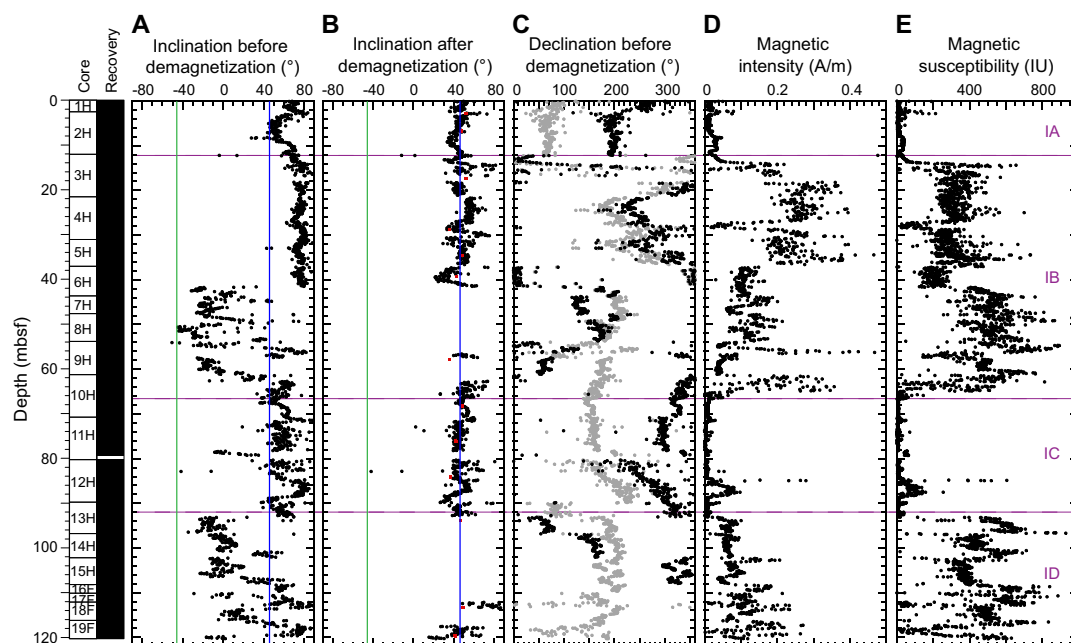 A
B
C
D
E
Core
Recovery
Inclination before
demagnetization (°)
Inclination after
demagnetization (°)
Declination before
demagnetization (°)
Magnetic
intensity (A/m)
Magnetic
susceptibility (IU)
-80 -40 0 40 80
-80 -40 0 40 80
0 100 200 300
0 0.2 0.4
0 400 800
Depth (mbsf)
0
20
40
60
80
100
120
1H
2H
3H
4H
5H
6H
7H
8H
9H
10H
11H
12H
13H
14H
15H
16F
17F
18F
19F
IA
IB
IC
ID